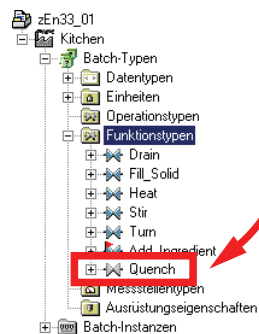 zEn33_01
Kitchen
Batch-Typen
Datentypen
Einheiten
Operationstypen
Funktionstypen
Drain
Fill_Solid
Heat
Stir
Turn
Add_Ingredient
Quench
Messstellentypen
Ausrüstungseigenschaften
Batch-Instanzen